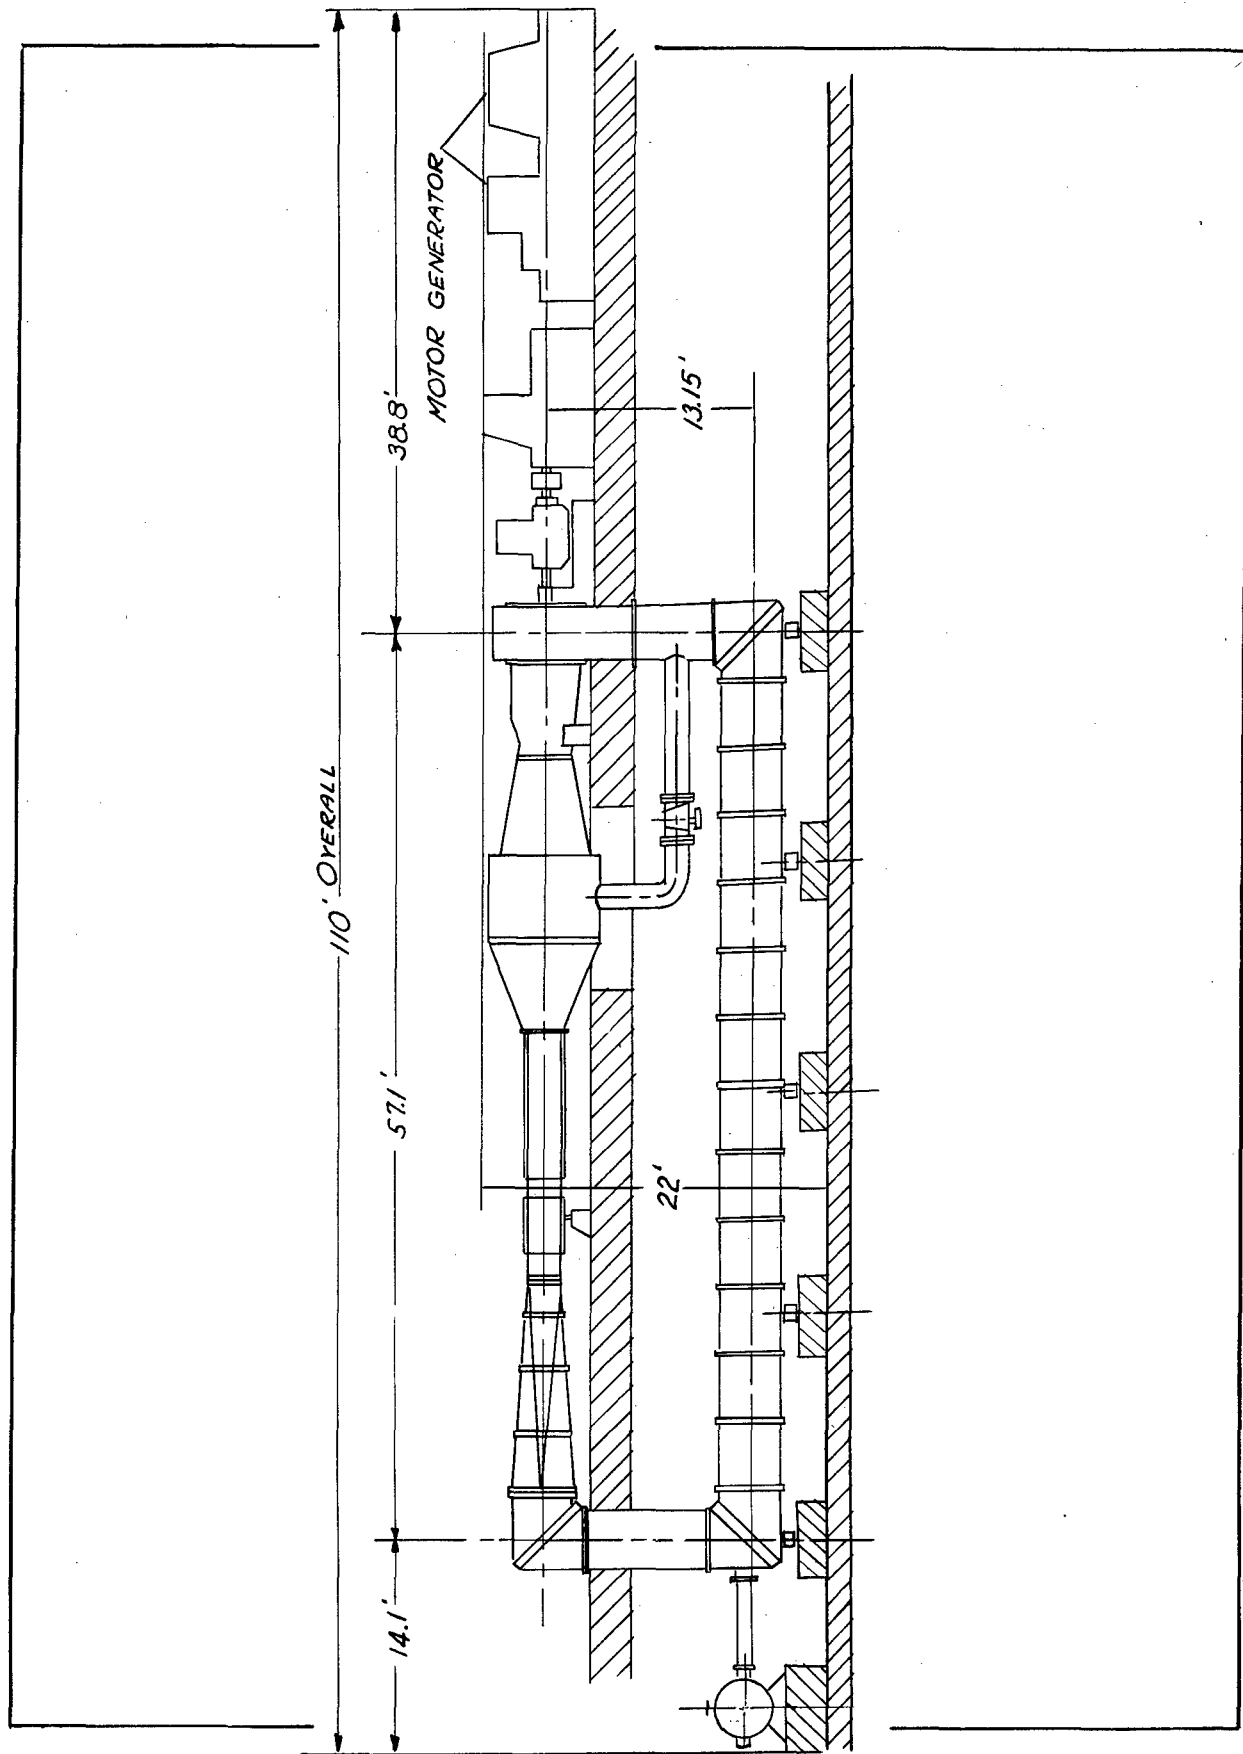 110' OVERALL
14.1'
57.1'
38.8'
MOTOR GENERATOR
22'
13.15'